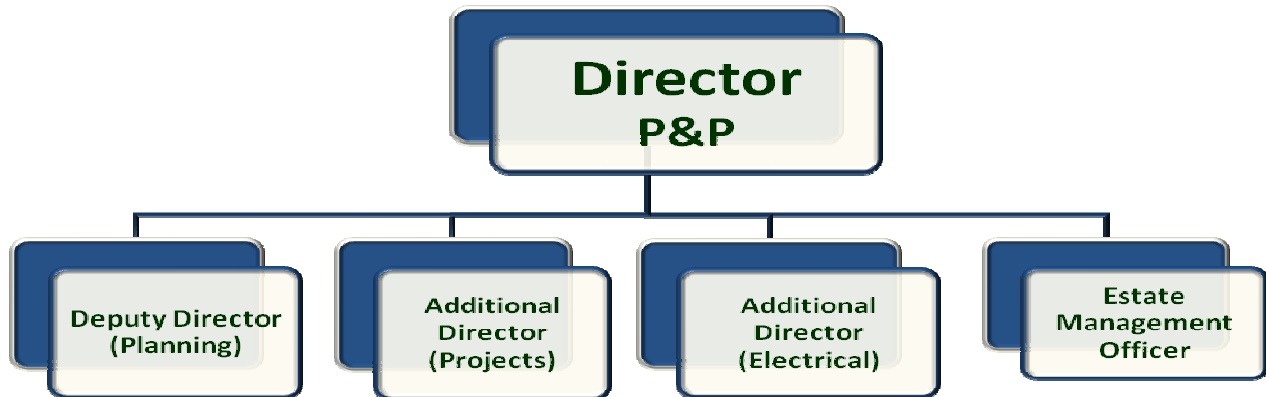 Director
P&P
Deputy Director
(Planning)
Additional
Director
(Projects)
Additional
Director
(Electrical)
Estate
Management
Officer